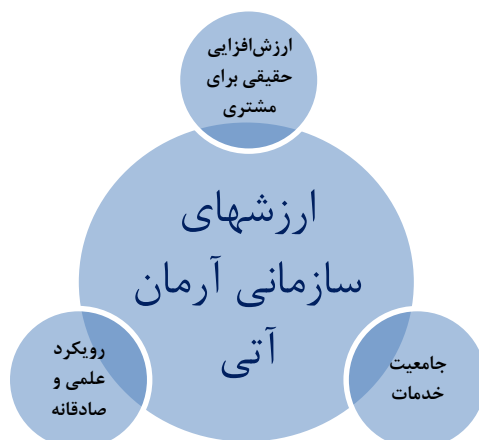 ارزش‌افزایی
حقیقی برای
مشتری
ارزشهای
سازمانی آرمان
آتی
جامعیت
خدمات
رویکرد
علمی و
صادقانه